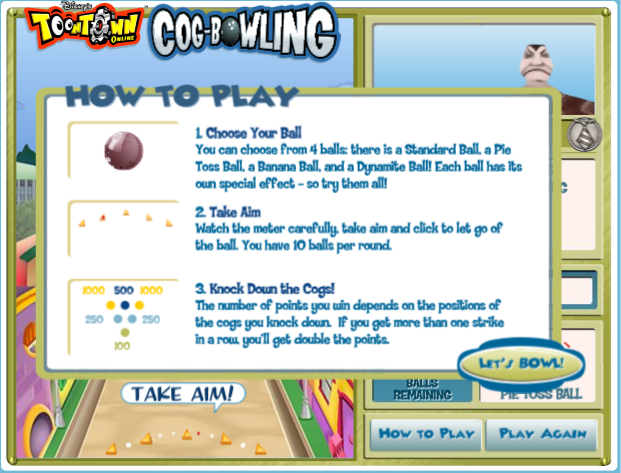 Disney's
TOONTOWN
ONLINE
COG-BOWLING
HOW TO PLAY
1. Choose Your Ball
You can choose from 4 balls: there is a Standard Ball, a Pie
Toss Ball, a Banana Ball, and a Dynamite Ball! Each ball has its
own special effect - so try them all!
2. Take Aim
Watch the meter carefully, take aim and click to let go of
the ball. You have 10 balls per round.
3. Knock Down the Cogs!
1000 500 1000
250 250
100
The number of points you win depends on the positions of
the cogs you knock down. If you get more than one strike
in a row, you'll get double the points.
LET'S BOWL!
TAKE AIM!
BALLS
REMAINING
PIE TOSS BALL
HOW TO PLAY
PLAY AGAIN